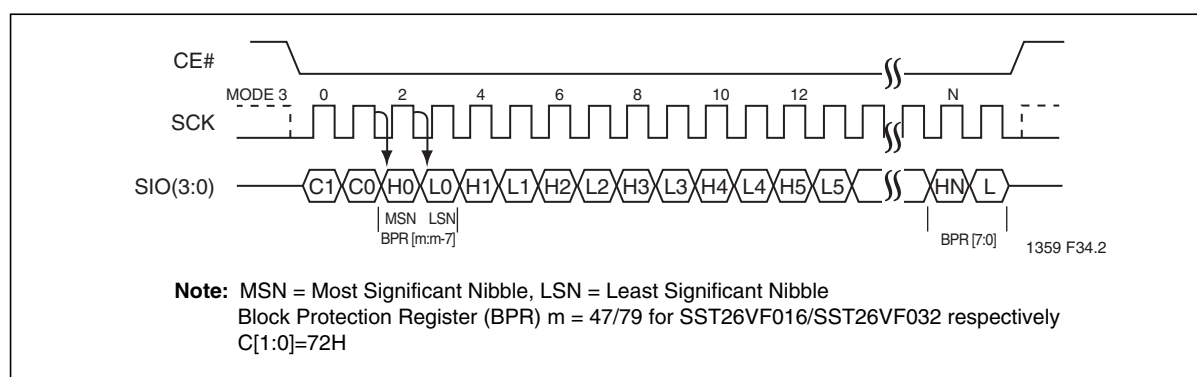 CE#
MODE 3 0 2 4 6 8 10 12 N
SCK
SIO(3:0) C1 C0 H0 L0 H1 L1 H2 L2 H3 L3 H4 L4 H5 L5 HN L
MSN LSN
BPR [m:m-7] BPR [7:0]
1359 F34.2
Note: MSN = Most Significant Nibble, LSN = Least Significant Nibble
Block Protection Register (BPR) m = 47/79 for SST26VF016/SST26VF032 respectively
C[1:0]=72H